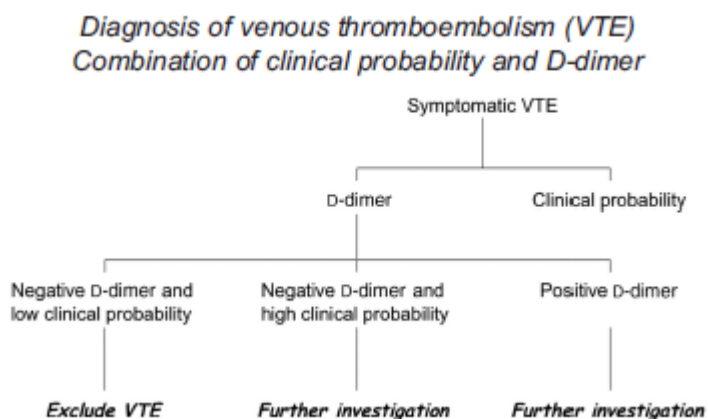 Diagnosis of venous thromboembolism (VTE)
Combination of clinical probability and D-dimer
Symptomatic VTE
D-dimer
Clinical probability
Negative D-dimer and
low clinical probability
Negative D-dimer and
high clinical probability
Positive D-dimer
Exclude VTE
Further investigation
Further investigation